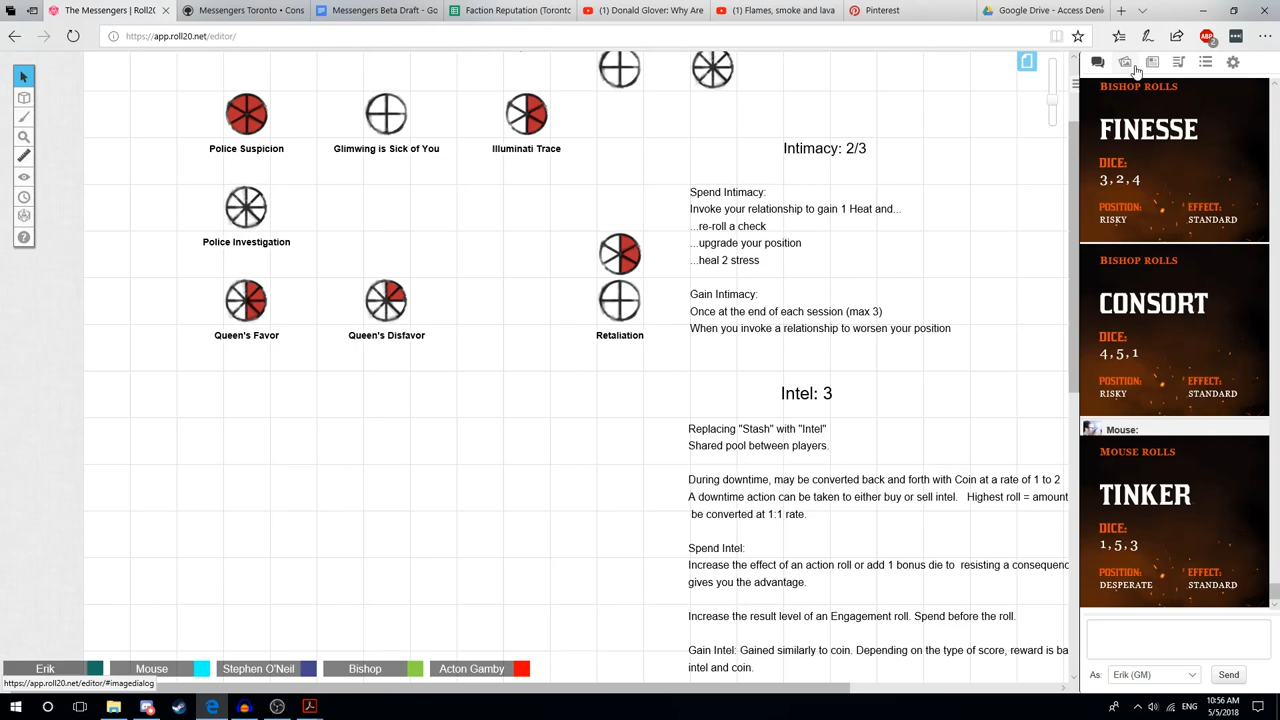 The Messengers | Roll20
Messengers Toronto • Cons
Messengers Beta Draft - Go
Faction Reputation (Toronto
(1) Donald Glover: Why Are
(1) Flames, smoke and lava
Pinterest
Google Drive - Access Deni
https://app.roll20.net/editor/
ABP
2
Police Suspicion
Glimwing is Sick of You
Illuminati Trace
Police Investigation
Queen's Favor
Queen's Disfavor
Retaliation
Intimacy: 2/3
Spend Intimacy:
Invoke your relationship to gain 1 Heat and...
...re-roll a check
...upgrade your position
...heal 2 stress
Gain Intimacy:
Once at the end of each session (max 3)
When you invoke a relationship to worsen your position
Intel: 3
Replacing "Stash" with "Intel"
Shared pool between players.
During downtime, may be converted back and forth with Coin at a rate of 1 to 2
A downtime action can be taken to either buy or sell intel. Highest roll = amount
be converted at 1:1 rate.
Spend Intel:
Increase the effect of an action roll or add 1 bonus die to resisting a consequenc
gives you the advantage.
Increase the result level of an Engagement roll. Spend before the roll.
Gain Intel: Gained similarly to coin. Depending on the type of score, reward is ba
intel and coin.
BISHOP ROLLS
FINESSE
DICE:
3,2,4
POSITION: EFFECT:
RISKY STANDARD
BISHOP ROLLS
CONSORT
DICE:
4,5,1
POSITION: EFFECT:
RISKY STANDARD
Mouse:
MOUSE ROLLS
TINKER
DICE:
1,5,3
POSITION: EFFECT:
DESPERATE STANDARD
As: Erik (GM) Send
Erik
Mouse
Stephen O'Neil
Bishop
Acton Gamby
https://app.roll20.net/editor/#imagedialog
ENG
10:56 AM
5/5/2018